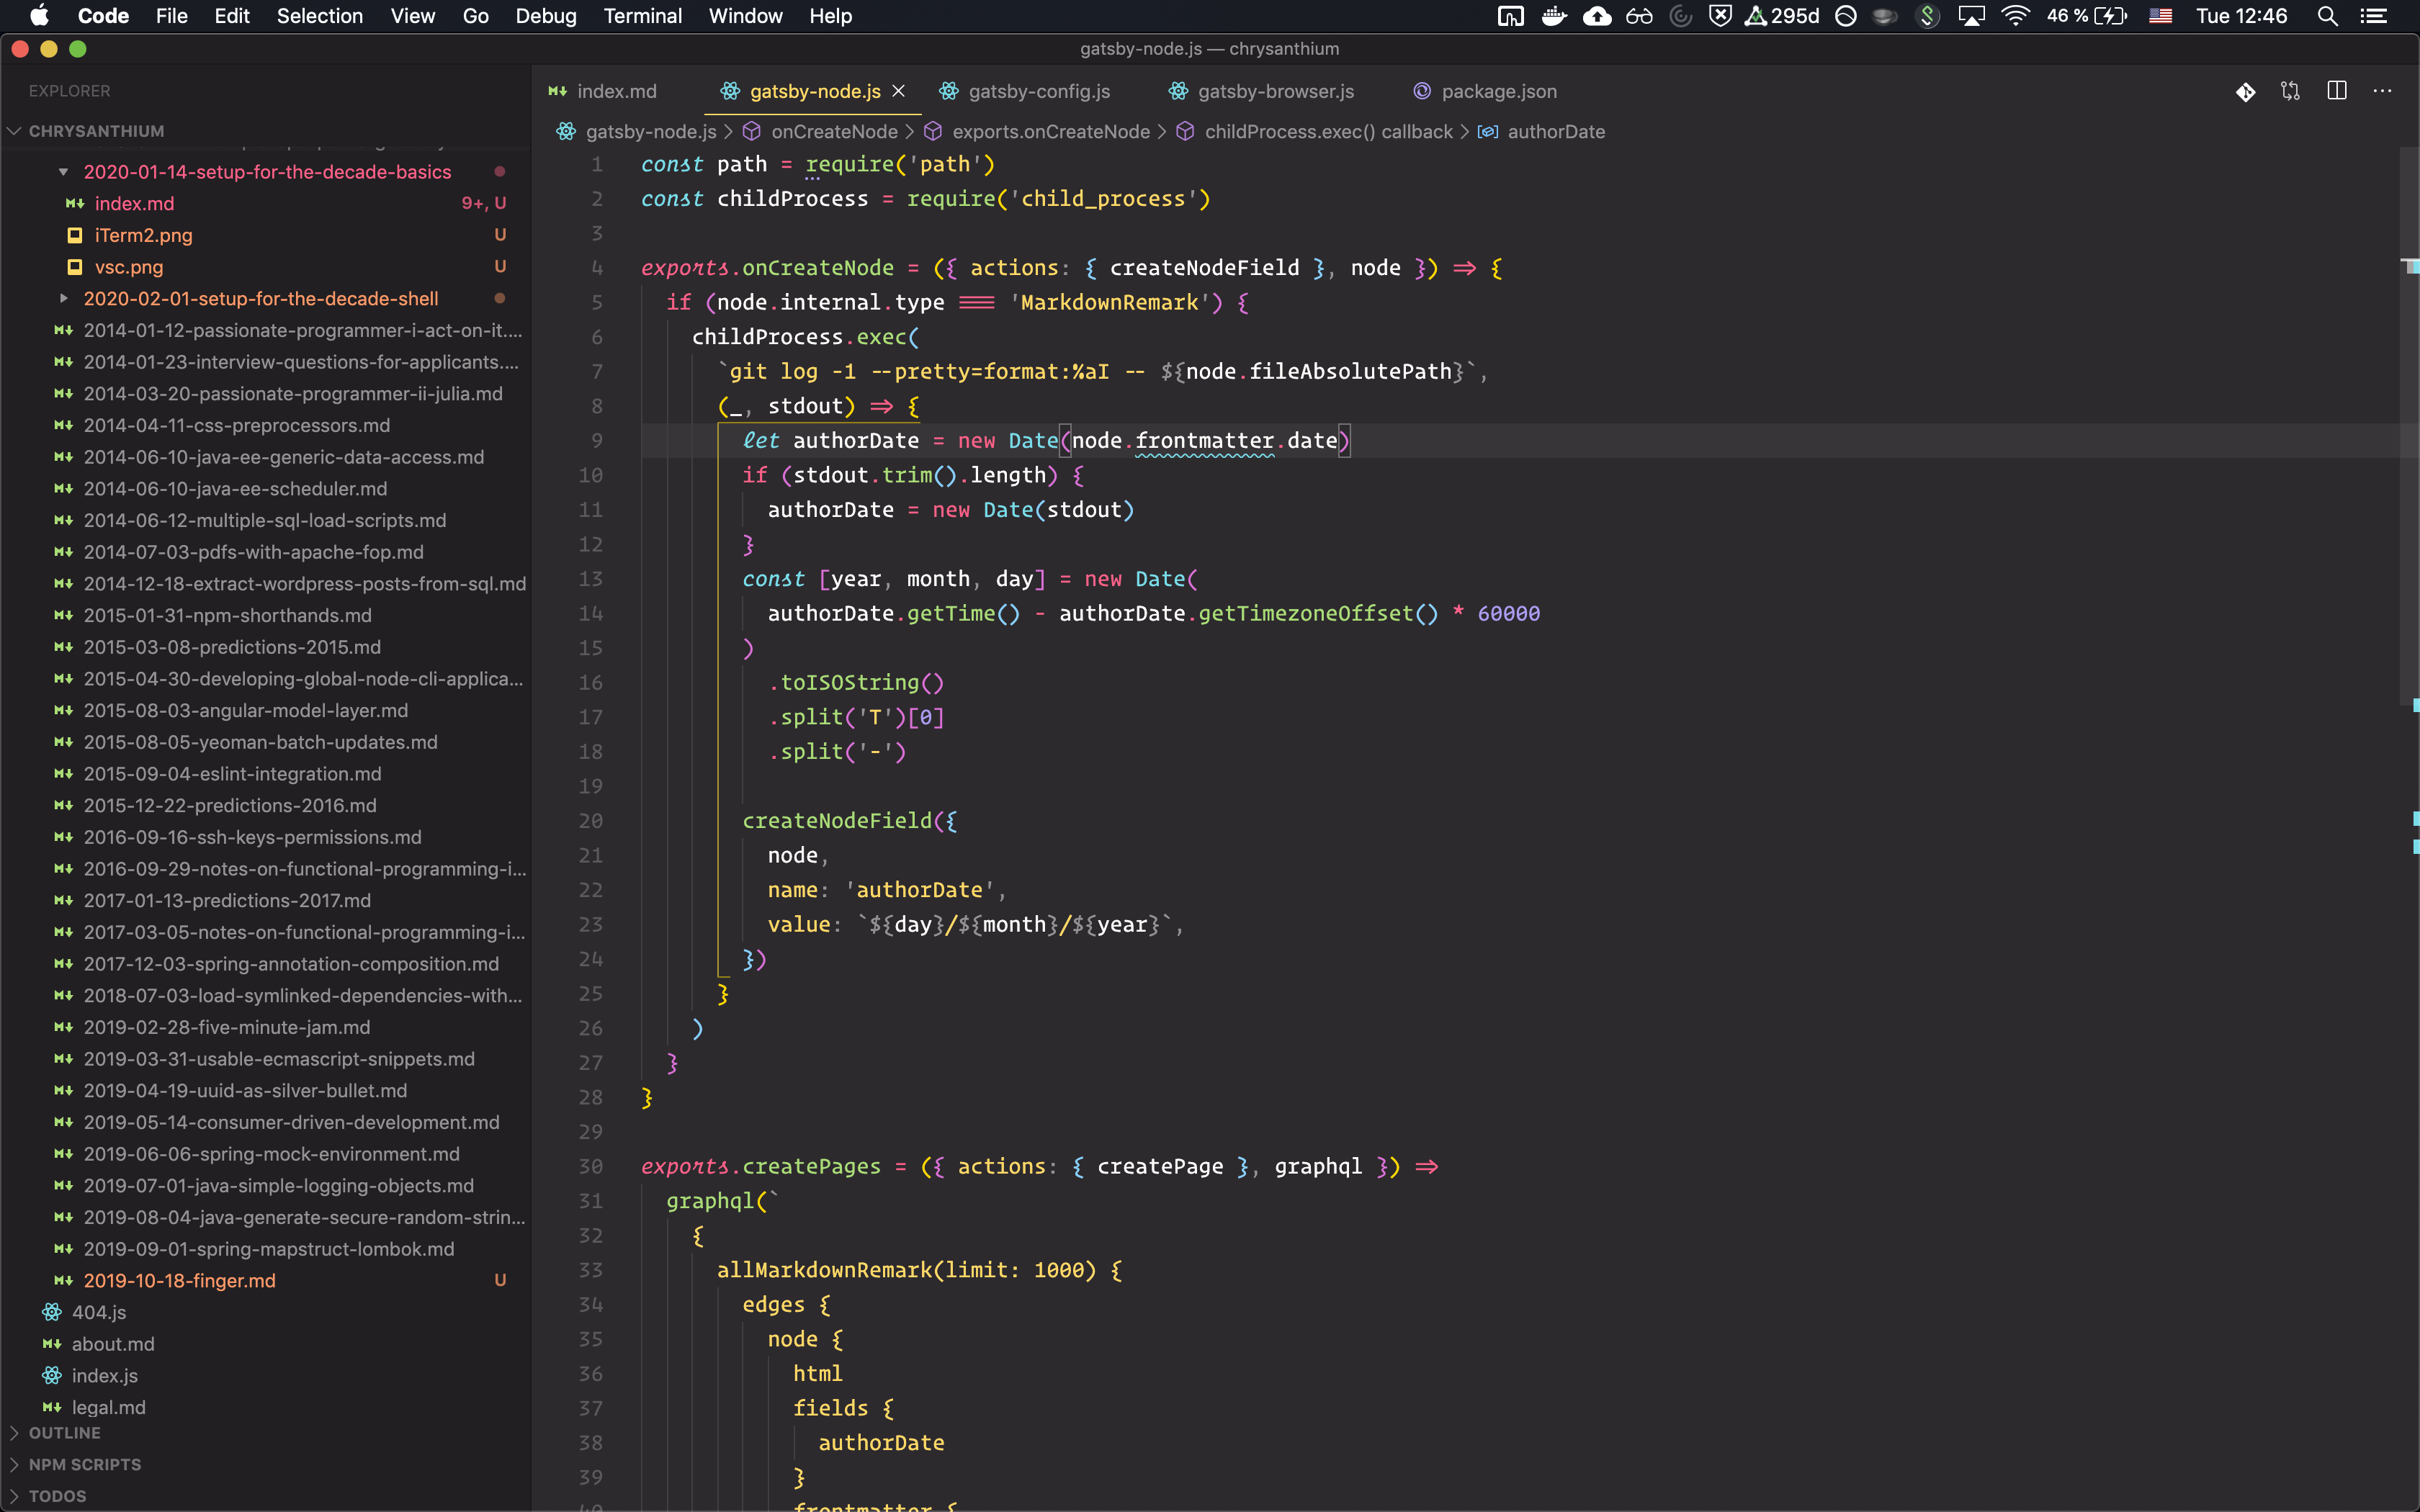 Code File Edit Selection View Go Debug Terminal Window Help 295d 46 % Tue 12:46
gatsby-node.js — chrysanthium
EXPLORER
CHRYSANTHIUM
2020-01-14-setup-for-the-decade-basics
index.md 9+, U
iTerm2.png U
vsc.png U
2020-02-01-setup-for-the-decade-shell
2014-01-12-passionate-programmer-i-act-on-it....
2014-01-23-interview-questions-for-applicants....
2014-03-20-passionate-programmer-ii-julia.md
2014-04-11-css-preprocessors.md
2014-06-10-java-ee-generic-data-access.md
2014-06-10-java-ee-scheduler.md
2014-06-12-multiple-sql-load-scripts.md
2014-07-03-pdfs-with-apache-fop.md
2014-12-18-extract-wordpress-posts-from-sql.md
2015-01-31-npm-shorthands.md
2015-03-08-predictions-2015.md
2015-04-30-developing-global-node-cli-applica...
2015-08-03-angular-model-layer.md
2015-08-05-yeoman-batch-updates.md
2015-09-04-eslint-integration.md
2015-12-22-predictions-2016.md
2016-09-16-ssh-keys-permissions.md
2016-09-29-notes-on-functional-programming-i...
2017-01-13-predictions-2017.md
2017-03-05-notes-on-functional-programming-i...
2017-12-03-spring-annotation-composition.md
2018-07-03-load-symlinked-dependencies-with...
2019-02-28-five-minute-jam.md
2019-03-31-usable-ecmascript-snippets.md
2019-04-19-uuid-as-silver-bullet.md
2019-05-14-consumer-driven-development.md
2019-06-06-spring-mock-environment.md
2019-07-01-java-simple-logging-objects.md
2019-08-04-java-generate-secure-random-strin...
2019-09-01-spring-mapstruct-lombok.md
2019-10-18-finger.md U
404.js
about.md
index.js
legal.md
OUTLINE
NPM SCRIPTS
TODOS
index.md gatsby-node.js gatsby-config.js gatsby-browser.js package.json
gatsby-node.js > onCreateNode > exports.onCreateNode > childProcess.exec() callback > authorDate
1 const path = require('path')
2 const childProcess = require('child_process')
3
4 exports.onCreateNode = ({ actions: { createNodeField }, node }) => {
5 if (node.internal.type === 'MarkdownRemark') {
6 childProcess.exec(
7 `git log -1 --pretty=format:%aI -- ${node.fileAbsolutePath}`,
8 (_, stdout) => {
9 let authorDate = new Date(node.frontmatter.date)
10 if (stdout.trim().length) {
11 authorDate = new Date(stdout)
12 }
13 const [year, month, day] = new Date(
14 authorDate.getTime() - authorDate.getTimezoneOffset() * 60000
15 )
16 .toISOString()
17 .split('T')[0]
18 .split('-')
19
20 createNodeField({
21 node,
22 name: 'authorDate',
23 value: `${day}/${month}/${year}`,
24 })
25 }
26 )
27 }
28 }
29
30 exports.createPages = ({ actions: { createPage }, graphql }) =>
31 graphql(`
32 {
33 allMarkdownRemark(limit: 1000) {
34 edges {
35 node {
36 html
37 fields {
38 authorDate
39 }
40 frontmatter {